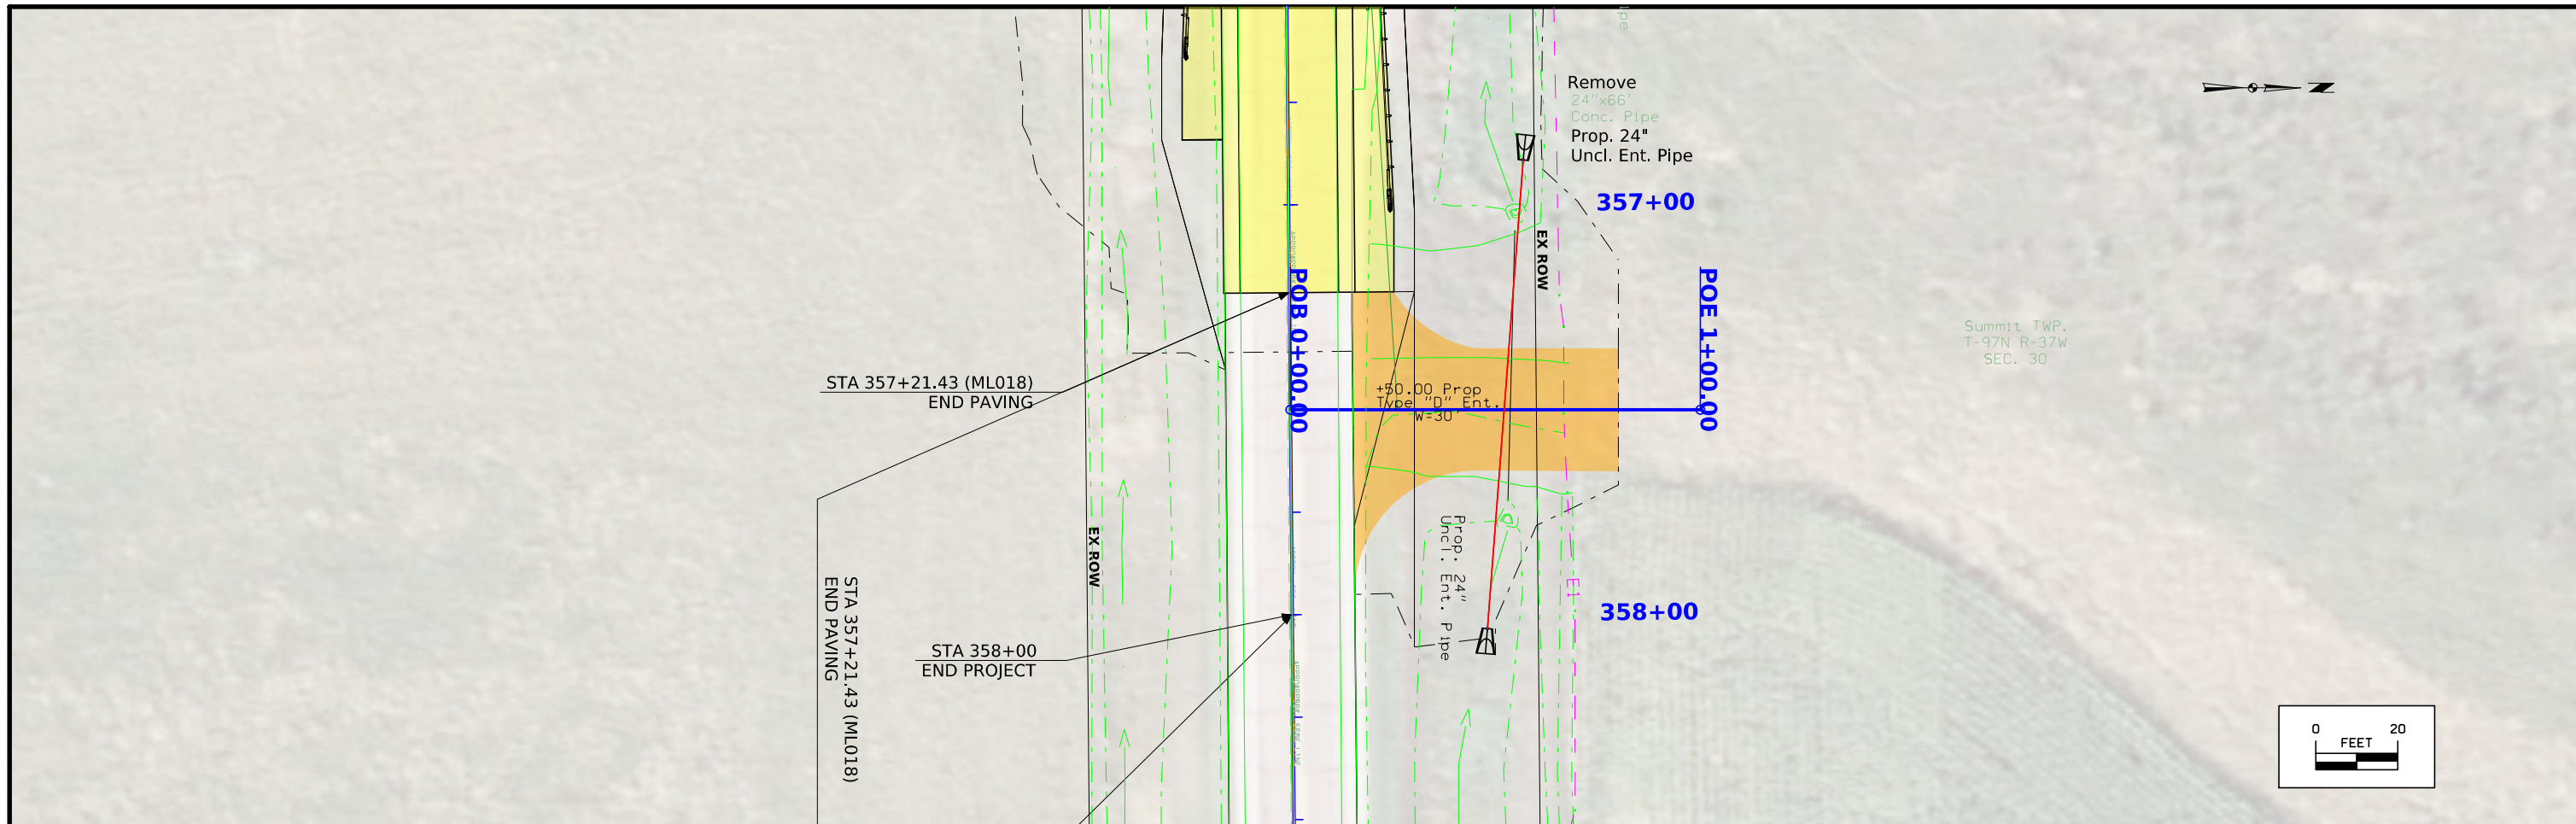 Remove
24"x66'
Conc. Pipe
Prop. 24"
Uncl. Ent. Pipe
357+00
EX ROW
POB 0+00.00
POE 1+00.00
Summit TWP.
T-97N R-37W
SEC. 30
STA 357+21.43 (ML018)
END PAVING
+50.00 Prop
Type "D" Ent.
W=30'
EX ROW
Prop. 24"
Uncl. Ent. Pipe
E1
358+00
STA 357+21.43 (ML018)
END PAVING
STA 358+00
END PROJECT
0 20
FEET